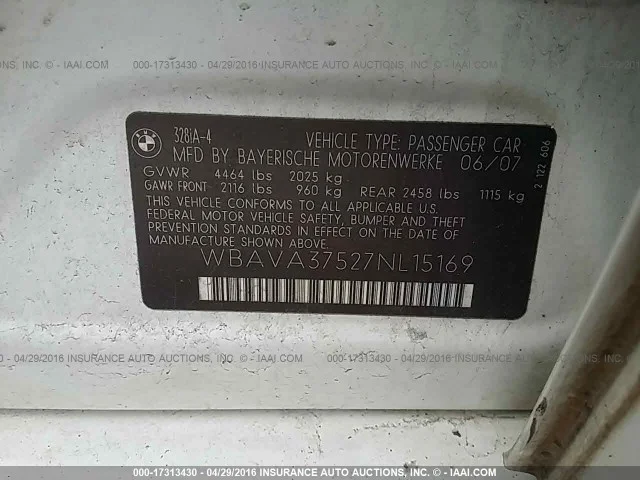 000-17313430 - 04/29/2016 INSURANCE AUTO AUCTIONS, INC. - © IAAI.COM
BMW
328iA-4
VEHICLE TYPE: PASSENGER CAR
MFD BY BAYERISCHE MOTORENWERKE 06/07
GVWR 4464 lbs 2025 kg
GAWR FRONT 2116 lbs 960 kg REAR 2458 lbs 1115 kg
THIS VEHICLE CONFORMS TO ALL APPLICABLE U.S.
FEDERAL MOTOR VEHICLE SAFETY, BUMPER AND THEFT
PREVENTION STANDARDS IN EFFECT ON THE DATE OF
MANUFACTURE SHOWN ABOVE.
WBAVA37527NL15169
2 122 606
000-17313430 - 04/29/2016 INSURANCE AUTO AUCTIONS, INC. - © IAAI.COM
000-17313430 - 04/29/2016 INSURANCE AUTO AUCTIONS, INC. - © IAAI.COM